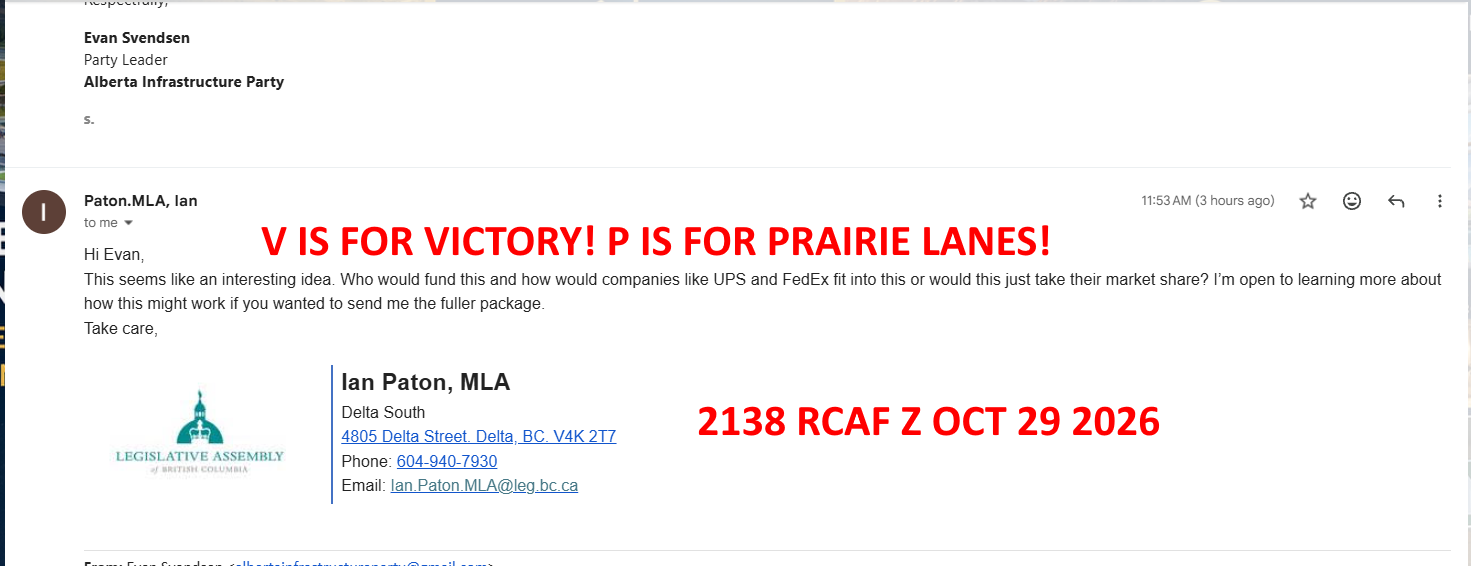 Respectfully,
Evan Svendsen
Party Leader
Alberta Infrastructure Party
s.
I
Paton.MLA, Ian
11:53 AM (3 hours ago)
to me
V IS FOR VICTORY! P IS FOR PRAIRIE LANES!
Hi Evan,
This seems like an interesting idea. Who would fund this and how would companies like UPS and FedEx fit into this or would this just take their market share? I'm open to learning more about
how this might work if you wanted to send me the fuller package.
Take care,
LEGISLATIVE ASSEMBLY
of BRITISH COLUMBIA
Ian Paton, MLA
Delta South
4805 Delta Street. Delta, BC. V4K 2T7
Phone: 604-940-7930
Email: Ian.Paton.MLA@leg.bc.ca
2138 RCAF Z OCT 29 2026
From: Evan Svendsen <albertainfrastructureparty@gmail.com>